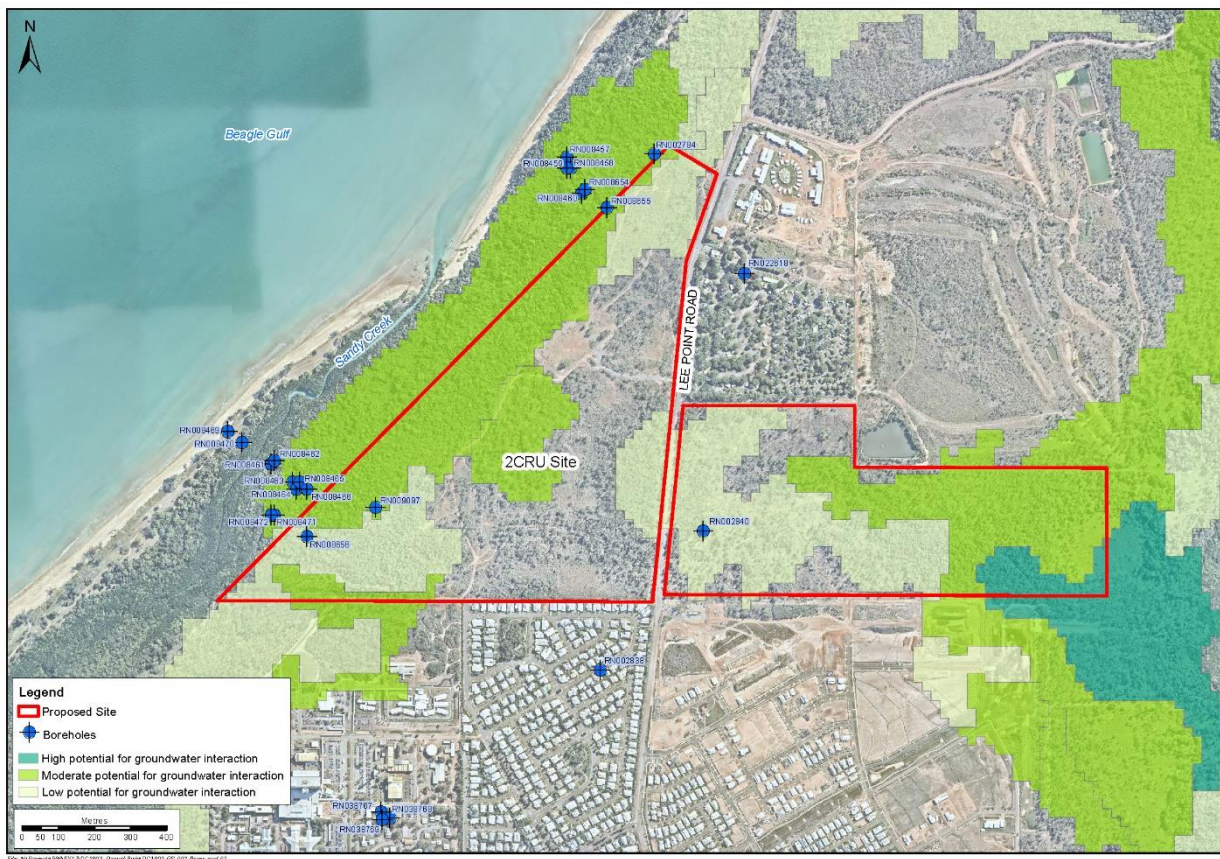 N
Beagle Gulf
RN008457
RN008459
RN008458
RN002784
RN008654
RN008460
RN008655
RN022618
Sandy Creek
LEE POINT ROAD
RN008469
RN008470
RN008462
RN008461
2CRU Site
RN008463
RN008465
RN008464
RN008466
RN009097
RN008472
RN008471
RN002840
RN008656
RN002838
Legend
Proposed Site
Boreholes
High potential for groundwater interaction
Moderate potential for groundwater interaction
Low potential for groundwater interaction
Metres
0 50 100 200 300 400
RN038767
RN038768
RN038769